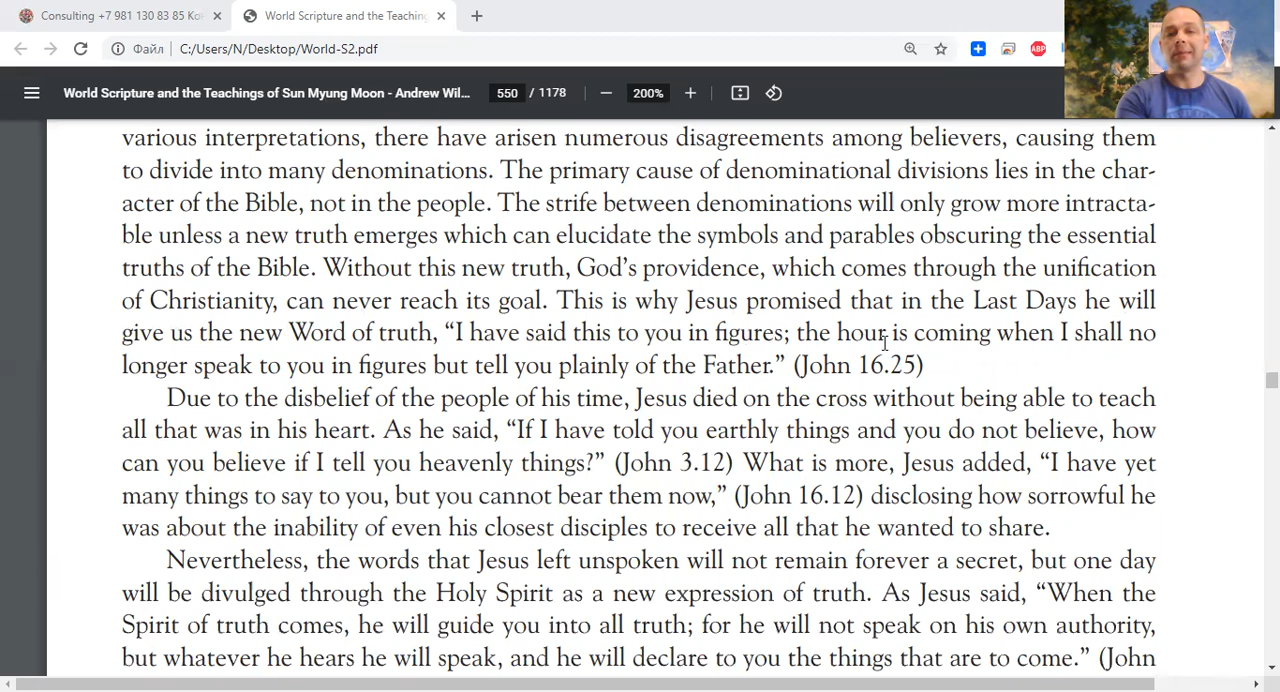 Consulting +7 981 130 83 85
World Scripture and the Teaching
Файл
C:/Users/N/Desktop/World-S2.pdf
ABP
World Scripture and the Teachings of Sun Myung Moon - Andrew Wil...
550 / 1178
200%
various interpretations, there have arisen numerous disagreements among believers, causing them
to divide into many denominations. The primary cause of denominational divisions lies in the char-
acter of the Bible, not in the people. The strife between denominations will only grow more intracta-
ble unless a new truth emerges which can elucidate the symbols and parables obscuring the essential
truths of the Bible. Without this new truth, God’s providence, which comes through the unification
of Christianity, can never reach its goal. This is why Jesus promised that in the Last Days he will
give us the new Word of truth, “I have said this to you in figures; the hour is coming when I shall no
longer speak to you in figures but tell you plainly of the Father.” (John 16.25)
Due to the disbelief of the people of his time, Jesus died on the cross without being able to teach
all that was in his heart. As he said, “If I have told you earthly things and you do not believe, how
can you believe if I tell you heavenly things?” (John 3.12) What is more, Jesus added, “I have yet
many things to say to you, but you cannot bear them now,” (John 16.12) disclosing how sorrowful he
was about the inability of even his closest disciples to receive all that he wanted to share.
Nevertheless, the words that Jesus left unspoken will not remain forever a secret, but one day
will be divulged through the Holy Spirit as a new expression of truth. As Jesus said, “When the
Spirit of truth comes, he will guide you into all truth; for he will not speak on his own authority,
but whatever he hears he will speak, and he will declare to you the things that are to come.” (John